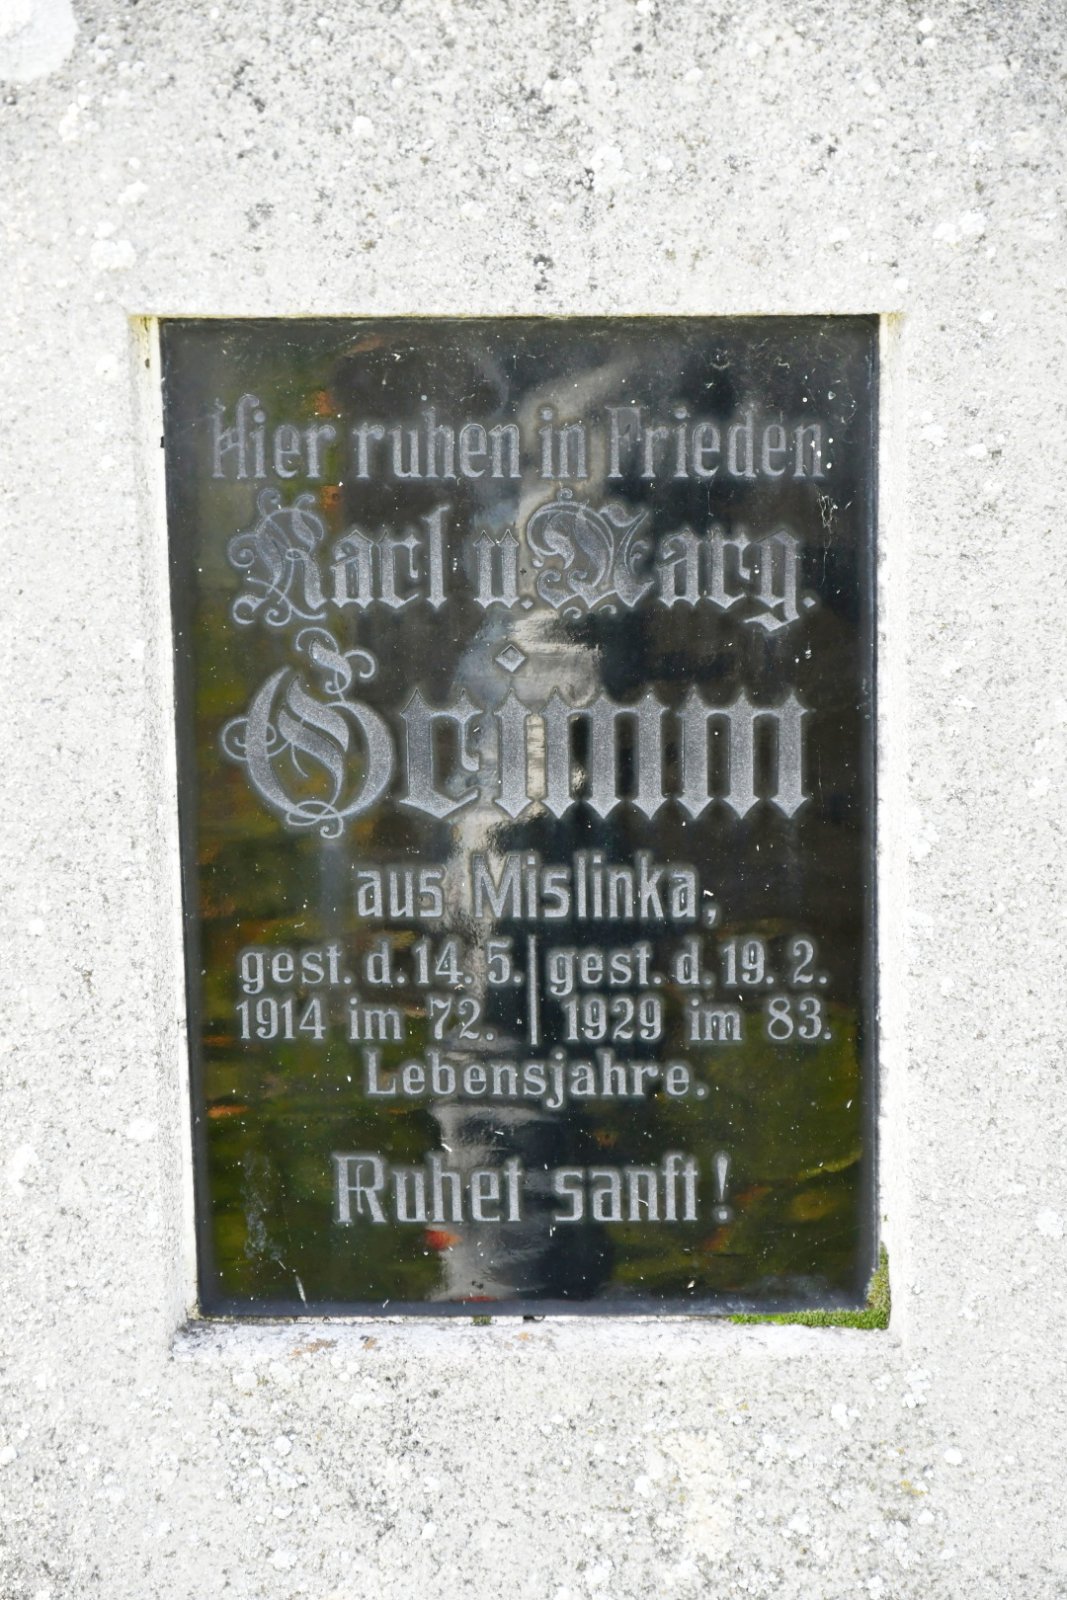 Hier ruhen in Frieden
Karl u. Marg.
Grimm
aus Mislinka,
gest. d. 14. 5. | gest. d. 19. 2.
1914 im 72. | 1929 im 83.
Lebensjahre.
Ruhet sanft!